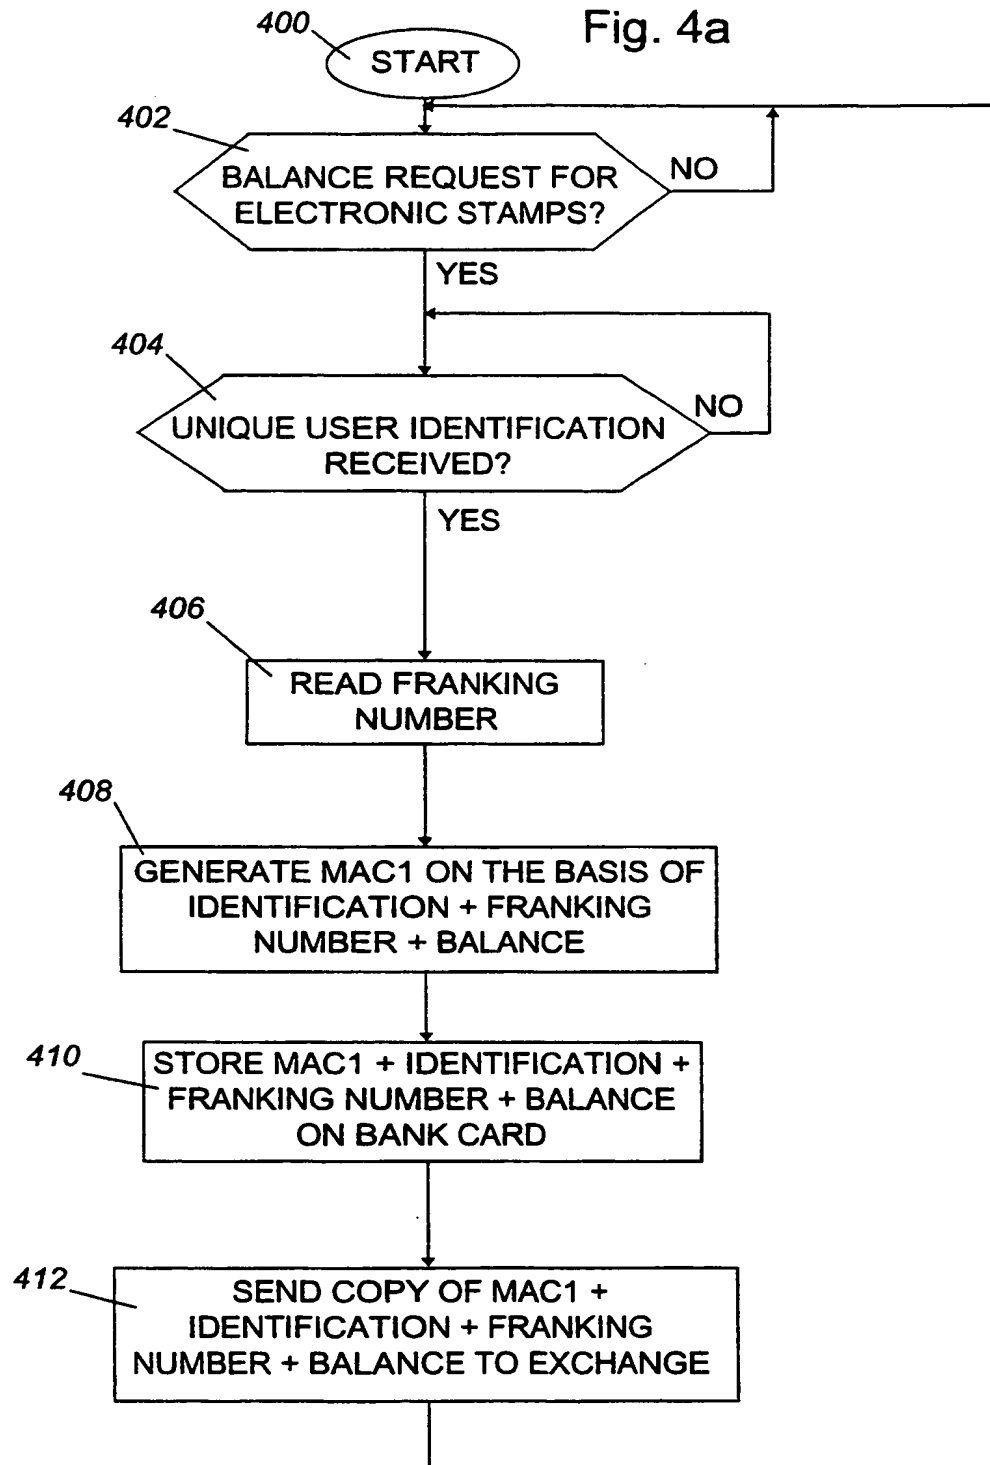 Fig. 4a
400
START
402
BALANCE REQUEST FOR
ELECTRONIC STAMPS?
NO
YES
404
UNIQUE USER IDENTIFICATION
RECEIVED?
NO
YES
406
READ FRANKING
NUMBER
408
GENERATE MAC1 ON THE BASIS OF
IDENTIFICATION + FRANKING
NUMBER + BALANCE
410
STORE MAC1 + IDENTIFICATION +
FRANKING NUMBER + BALANCE
ON BANK CARD
412
SEND COPY OF MAC1 +
IDENTIFICATION + FRANKING
NUMBER + BALANCE TO EXCHANGE